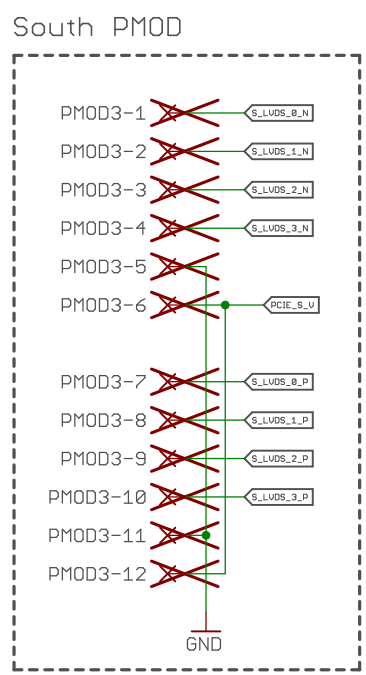 South PMOD
PMOD3-1 S_LVDS_0_N
PMOD3-2 S_LVDS_1_N
PMOD3-3 S_LVDS_2_N
PMOD3-4 S_LVDS_3_N
PMOD3-5
PMOD3-6 PCIE_S_V
PMOD3-7 S_LVDS_0_P
PMOD3-8 S_LVDS_1_P
PMOD3-9 S_LVDS_2_P
PMOD3-10 S_LVDS_3_P
PMOD3-11
PMOD3-12
GND